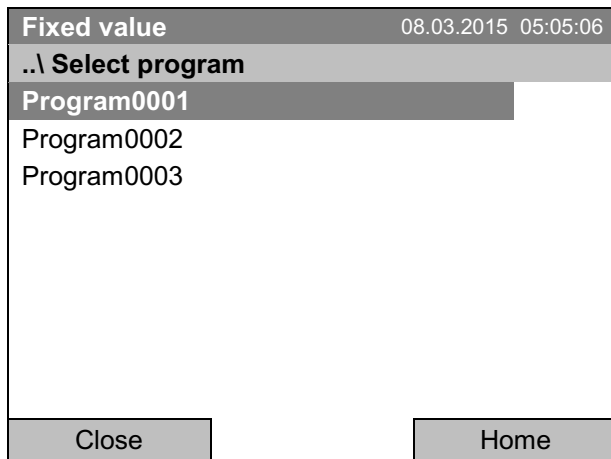 Fixed value 08.03.2015 05:05:06
..\ Select program
Program0001
Program0002
Program0003
Close Home